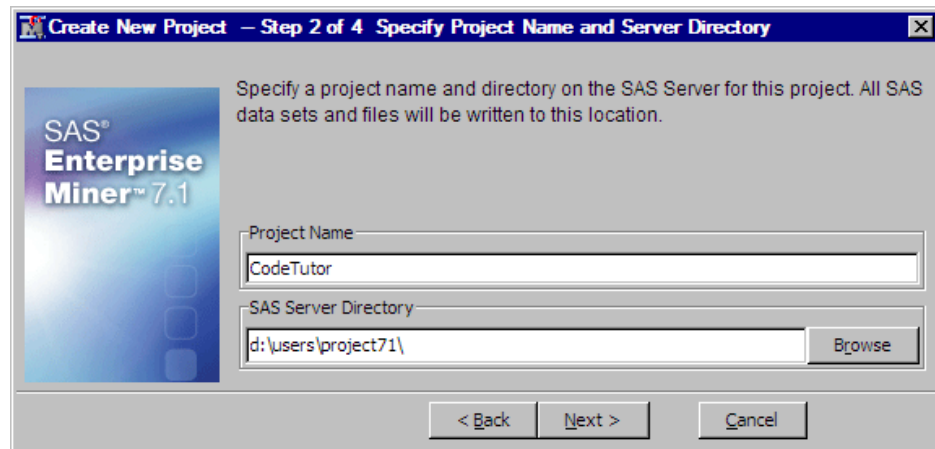 Create New Project – Step 2 of 4 Specify Project Name and Server Directory
Specify a project name and directory on the SAS Server for this project. All SAS
data sets and files will be written to this location.
SAS®
Enterprise
Miner™ 7.1
Project Name
CodeTutor
SAS Server Directory
d:\users\project71\
Browse
< Back
Next >
Cancel